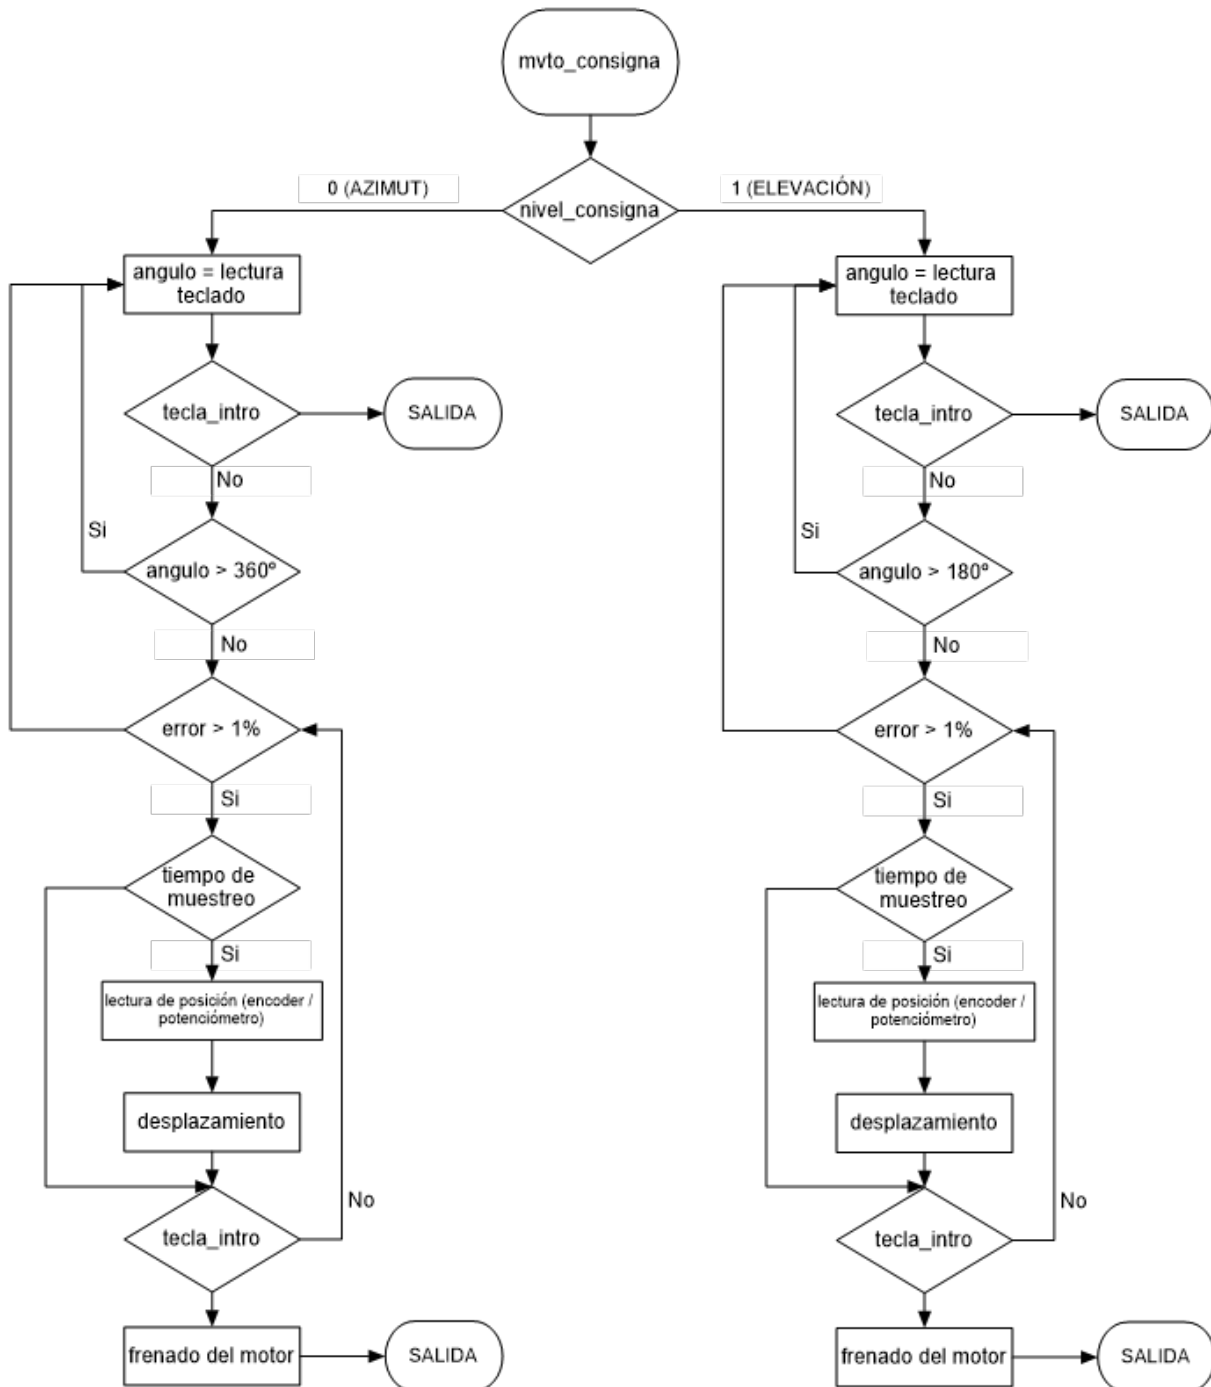 mvto_consigna
0 (AZIMUT)
nivel_consigna
1 (ELEVACIÓN)
angulo = lectura
teclado
tecla_intro
SALIDA
No
Si
angulo > 360º
No
error > 1%
Si
tiempo de
muestreo
Si
lectura de posición (encoder /
potenciómetro)
desplazamiento
No
tecla_intro
frenado del motor
SALIDA
angulo = lectura
teclado
tecla_intro
SALIDA
No
Si
angulo > 180º
No
error > 1%
Si
tiempo de
muestreo
Si
lectura de posición (encoder /
potenciómetro)
desplazamiento
No
tecla_intro
frenado del motor
SALIDA